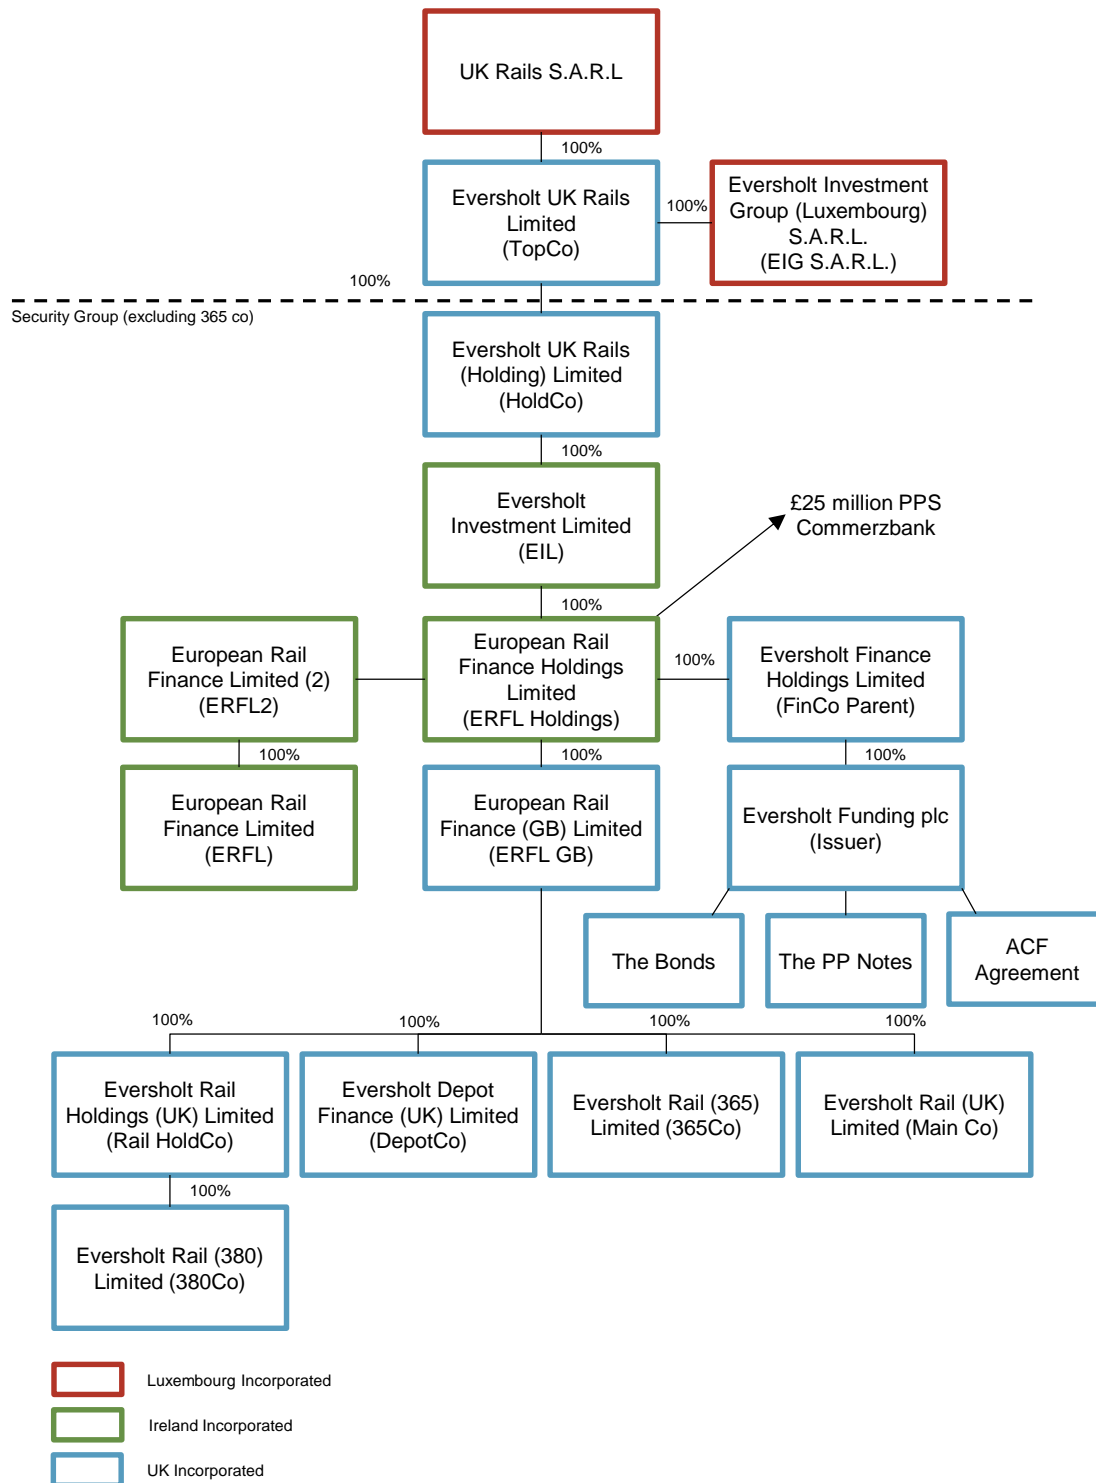 UK Rails S.A.R.L
100%
Eversholt UK Rails
Limited
(TopCo)
100%
Eversholt Investment
Group (Luxembourg)
S.A.R.L.
(EIG S.A.R.L.)
100%
Security Group (excluding 365 co)
Eversholt UK Rails
(Holding) Limited
(HoldCo)
100%
Eversholt
Investment Limited
(EIL)
£25 million PPS
Commerzbank
100%
European Rail
Finance Limited (2)
(ERFL2)
European Rail
Finance Holdings
Limited
(ERFL Holdings)
100%
Eversholt Finance
Holdings Limited
(FinCo Parent)
100%
100%
100%
European Rail
Finance Limited
(ERFL)
European Rail
Finance (GB) Limited
(ERFL GB)
Eversholt Funding plc
(Issuer)
The Bonds
The PP Notes
ACF
Agreement
100%
100%
100%
100%
Eversholt Rail
Holdings (UK) Limited
(Rail HoldCo)
Eversholt Depot
Finance (UK) Limited
(DepotCo)
Eversholt Rail (365)
Limited (365Co)
Eversholt Rail (UK)
Limited (Main Co)
100%
Eversholt Rail (380)
Limited (380Co)
Luxembourg Incorporated
Ireland Incorporated
UK Incorporated